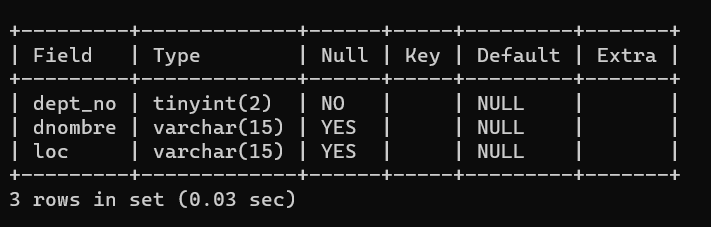 +---------+-------------+------+-----+---------+-------+
| Field   | Type        | Null | Key | Default | Extra |
+---------+-------------+------+-----+---------+-------+
| dept_no | tinyint(2)  | NO   |     | NULL    |       |
| dnombre | varchar(15) | YES  |     | NULL    |       |
| loc     | varchar(15) | YES  |     | NULL    |       |
+---------+-------------+------+-----+---------+-------+
3 rows in set (0.03 sec)